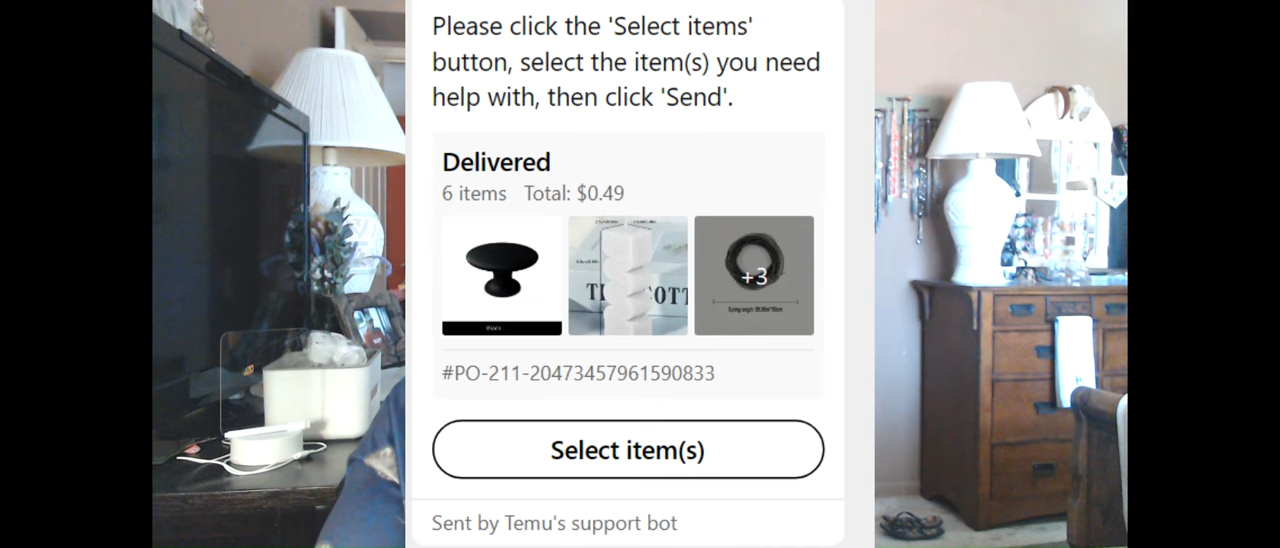 Please click the 'Select items'
button, select the item(s) you need
help with, then click 'Send'.
Delivered
6 items Total: $0.49
Black
+3
#PO-211-20473457961590833
Select item(s)
Sent by Temu's support bot